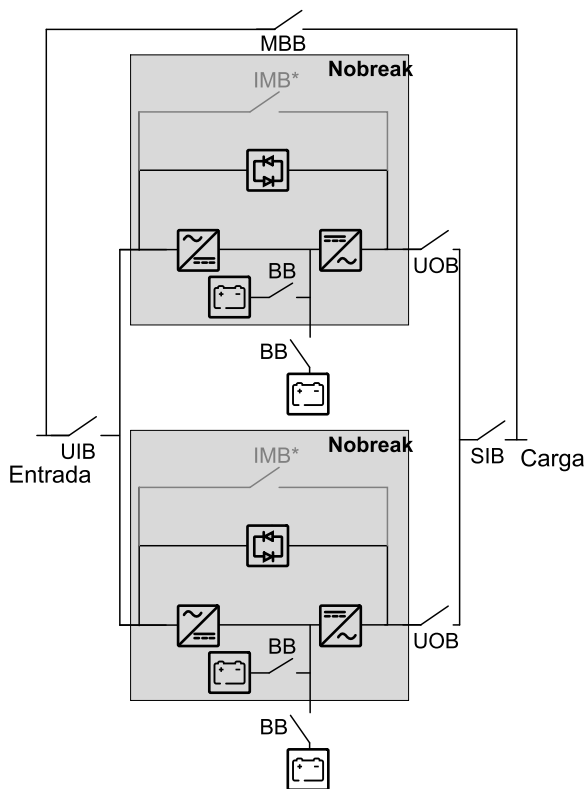 MBB
Nobreak
IMB*
BB
UOB
BB
UIB
Entrada
SIB
Carga
Nobreak
IMB*
BB
UOB
BB